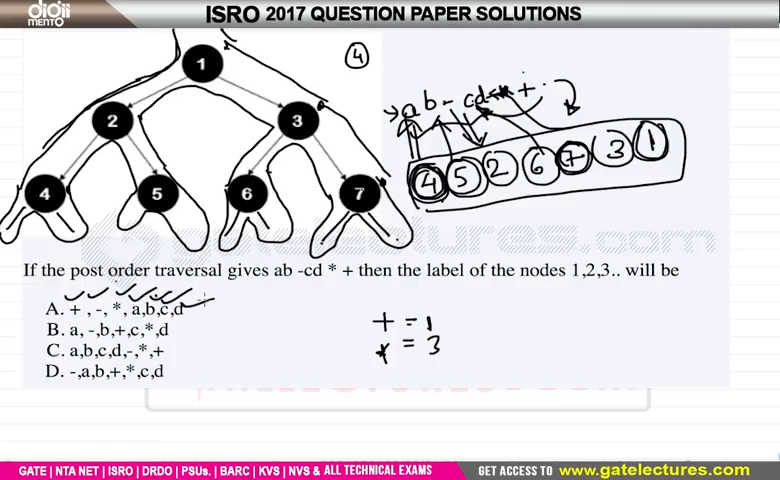 didii
MENTO
ISRO 2017 QUESTION PAPER SOLUTIONS
1
2
3
4
5
6
7
4
a b - c d * +
4 5 2 6 7 3 1
gatelectures.com
If the post order traversal gives ab -cd * + then the label of the nodes 1,2,3.. will be
A. + , -, *, a,b,c,d
B. a, -,b,+,c,*,d
C. a,b,c,d,-,*,+
D. -,a,b,+,*,c,d
+ = 1
* = 3
GATE | NTA NET | ISRO | DRDO | PSUs. | BARC | KVS | NVS & ALL TECHNICAL EXAMS
GET ACCESS TO www.gatelectures.com